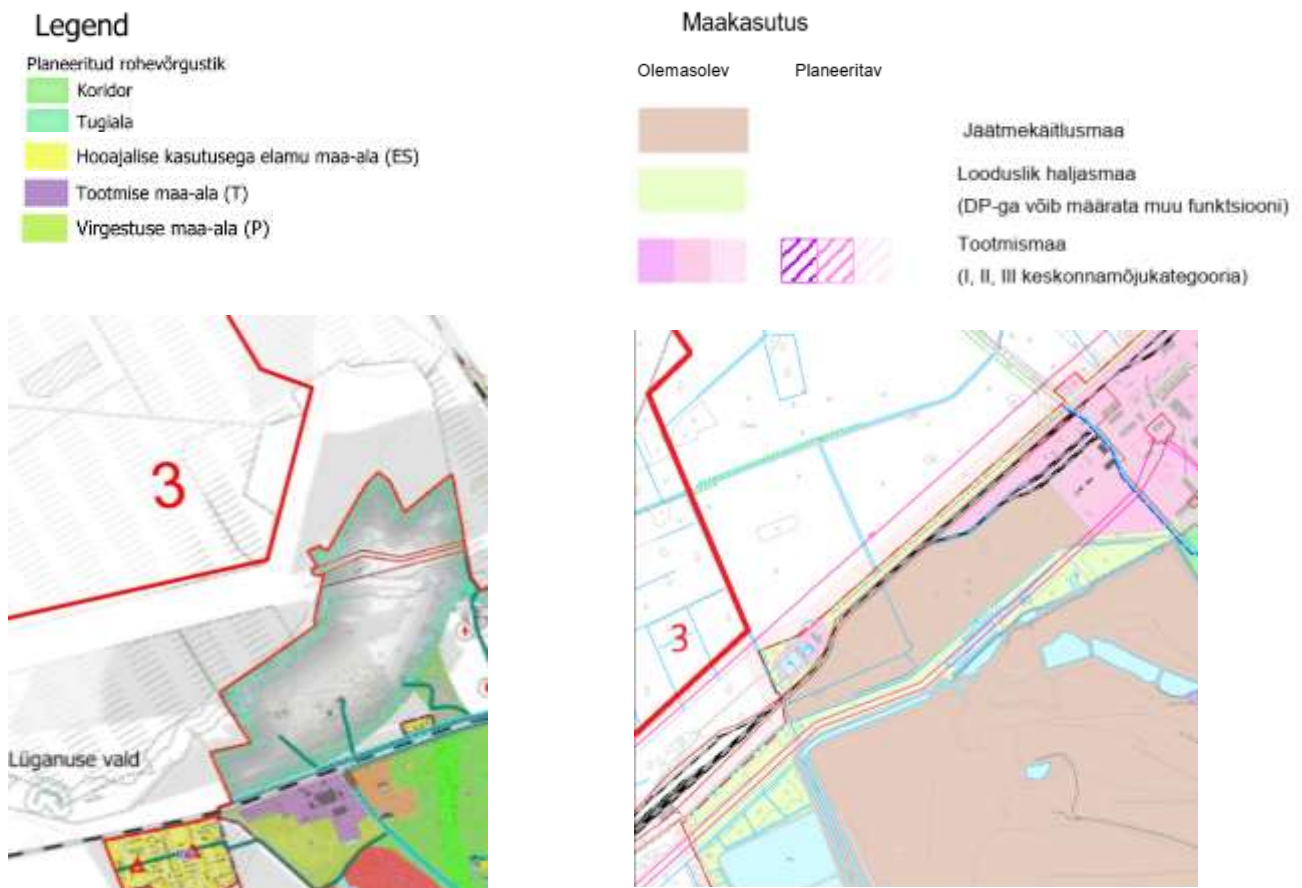 Legend
Planeeritud rohevõrgustik
Koridor
Tugiala
Hooajalise kasutusega elamu maa-ala (ES)
Tootmise maa-ala (T)
Virgestuse maa-ala (P)
3
Lüganuse vald
Maakasutus
Olemasolev Planeeritav
Jäätmekäitlusmaa
Looduslik haljasmaa
(DP-ga võib määrata muu funktsiooni)
Tootmismaa
(I, II, III keskonnamõjukategooria)
3